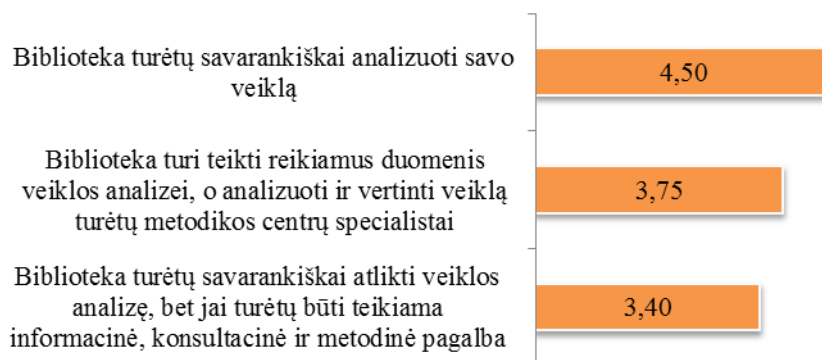 Biblioteka turėtų savarankiškai analizuoti savo
veiklą
4,50
Biblioteka turi teikti reikiamus duomenis
veiklos analizei, o analizuoti ir vertinti veiklą
turėtų metodikos centrų specialistai
3,75
Biblioteka turėtų savarankiškai atlikti veiklos
analizę, bet jai turėtų būti teikiama
informacinė, konsultacinė ir metodinė pagalba
3,40